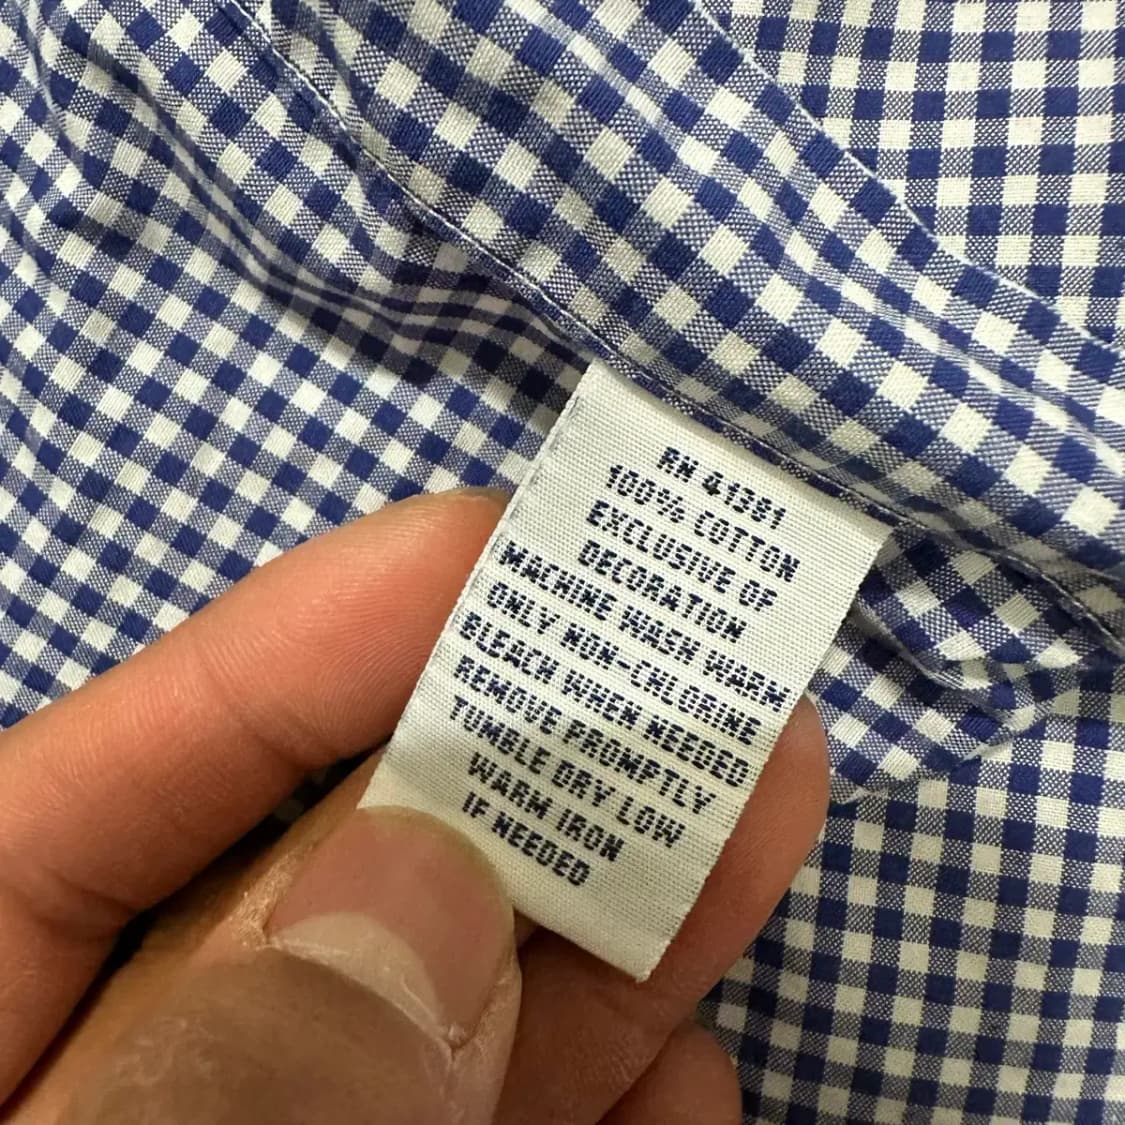 RN 41381
100% COTTON
EXCLUSIVE OF
DECORATION
MACHINE WASH WARM
ONLY NON-CHLORINE
BLEACH WHEN NEEDED
REMOVE PROMPTLY
TUMBLE DRY LOW
WARM IRON
IF NEEDED